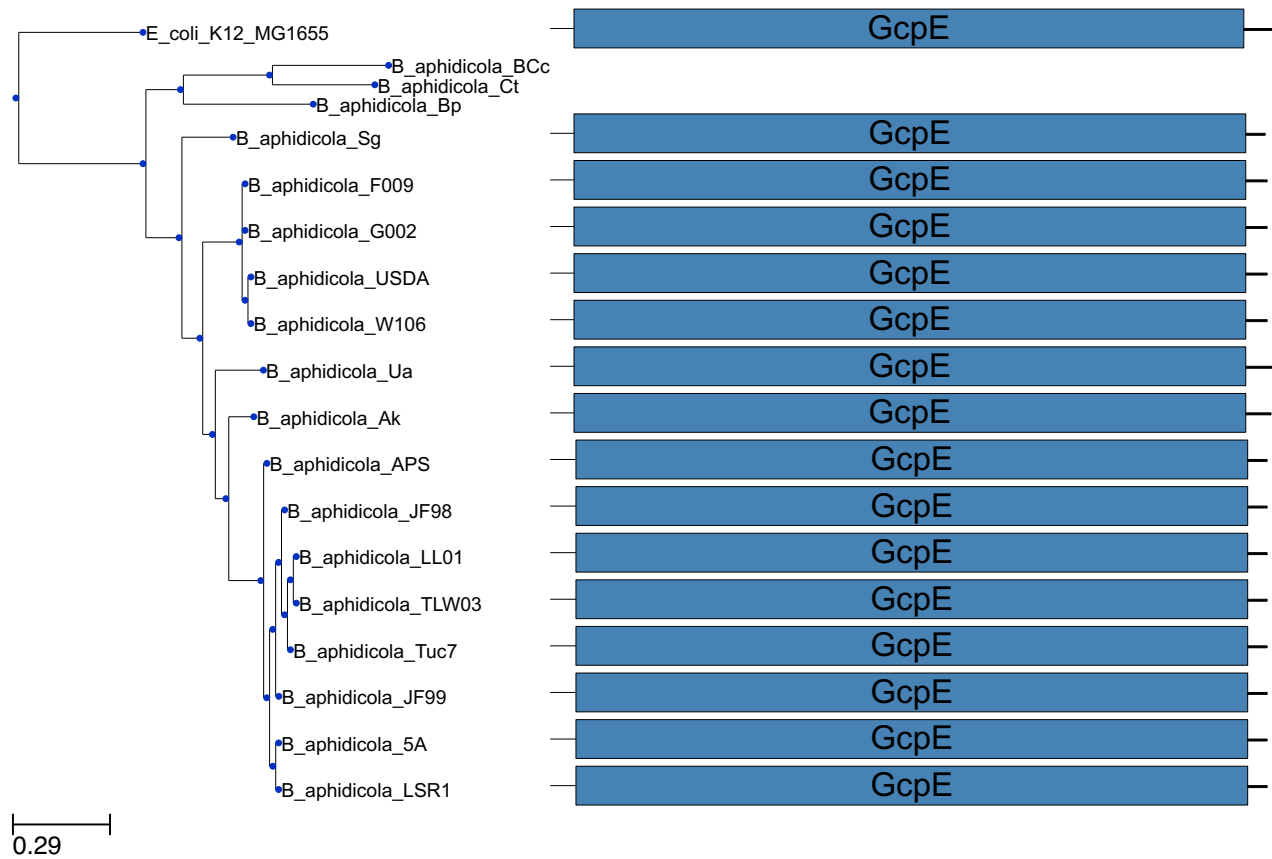 E_coli_K12_MG1655 GcpE
B_aphidicola_BCc
B_aphidicola_Ct
B_aphidicola_Bp
B_aphidicola_Sg GcpE
B_aphidicola_F009 GcpE
B_aphidicola_G002 GcpE
B_aphidicola_USDA GcpE
B_aphidicola_W106 GcpE
B_aphidicola_Ua GcpE
B_aphidicola_Ak GcpE
B_aphidicola_APS GcpE
B_aphidicola_JF98 GcpE
B_aphidicola_LL01 GcpE
B_aphidicola_TLW03 GcpE
B_aphidicola_Tuc7 GcpE
B_aphidicola_JF99 GcpE
B_aphidicola_5A GcpE
B_aphidicola_LSR1 GcpE
0.29